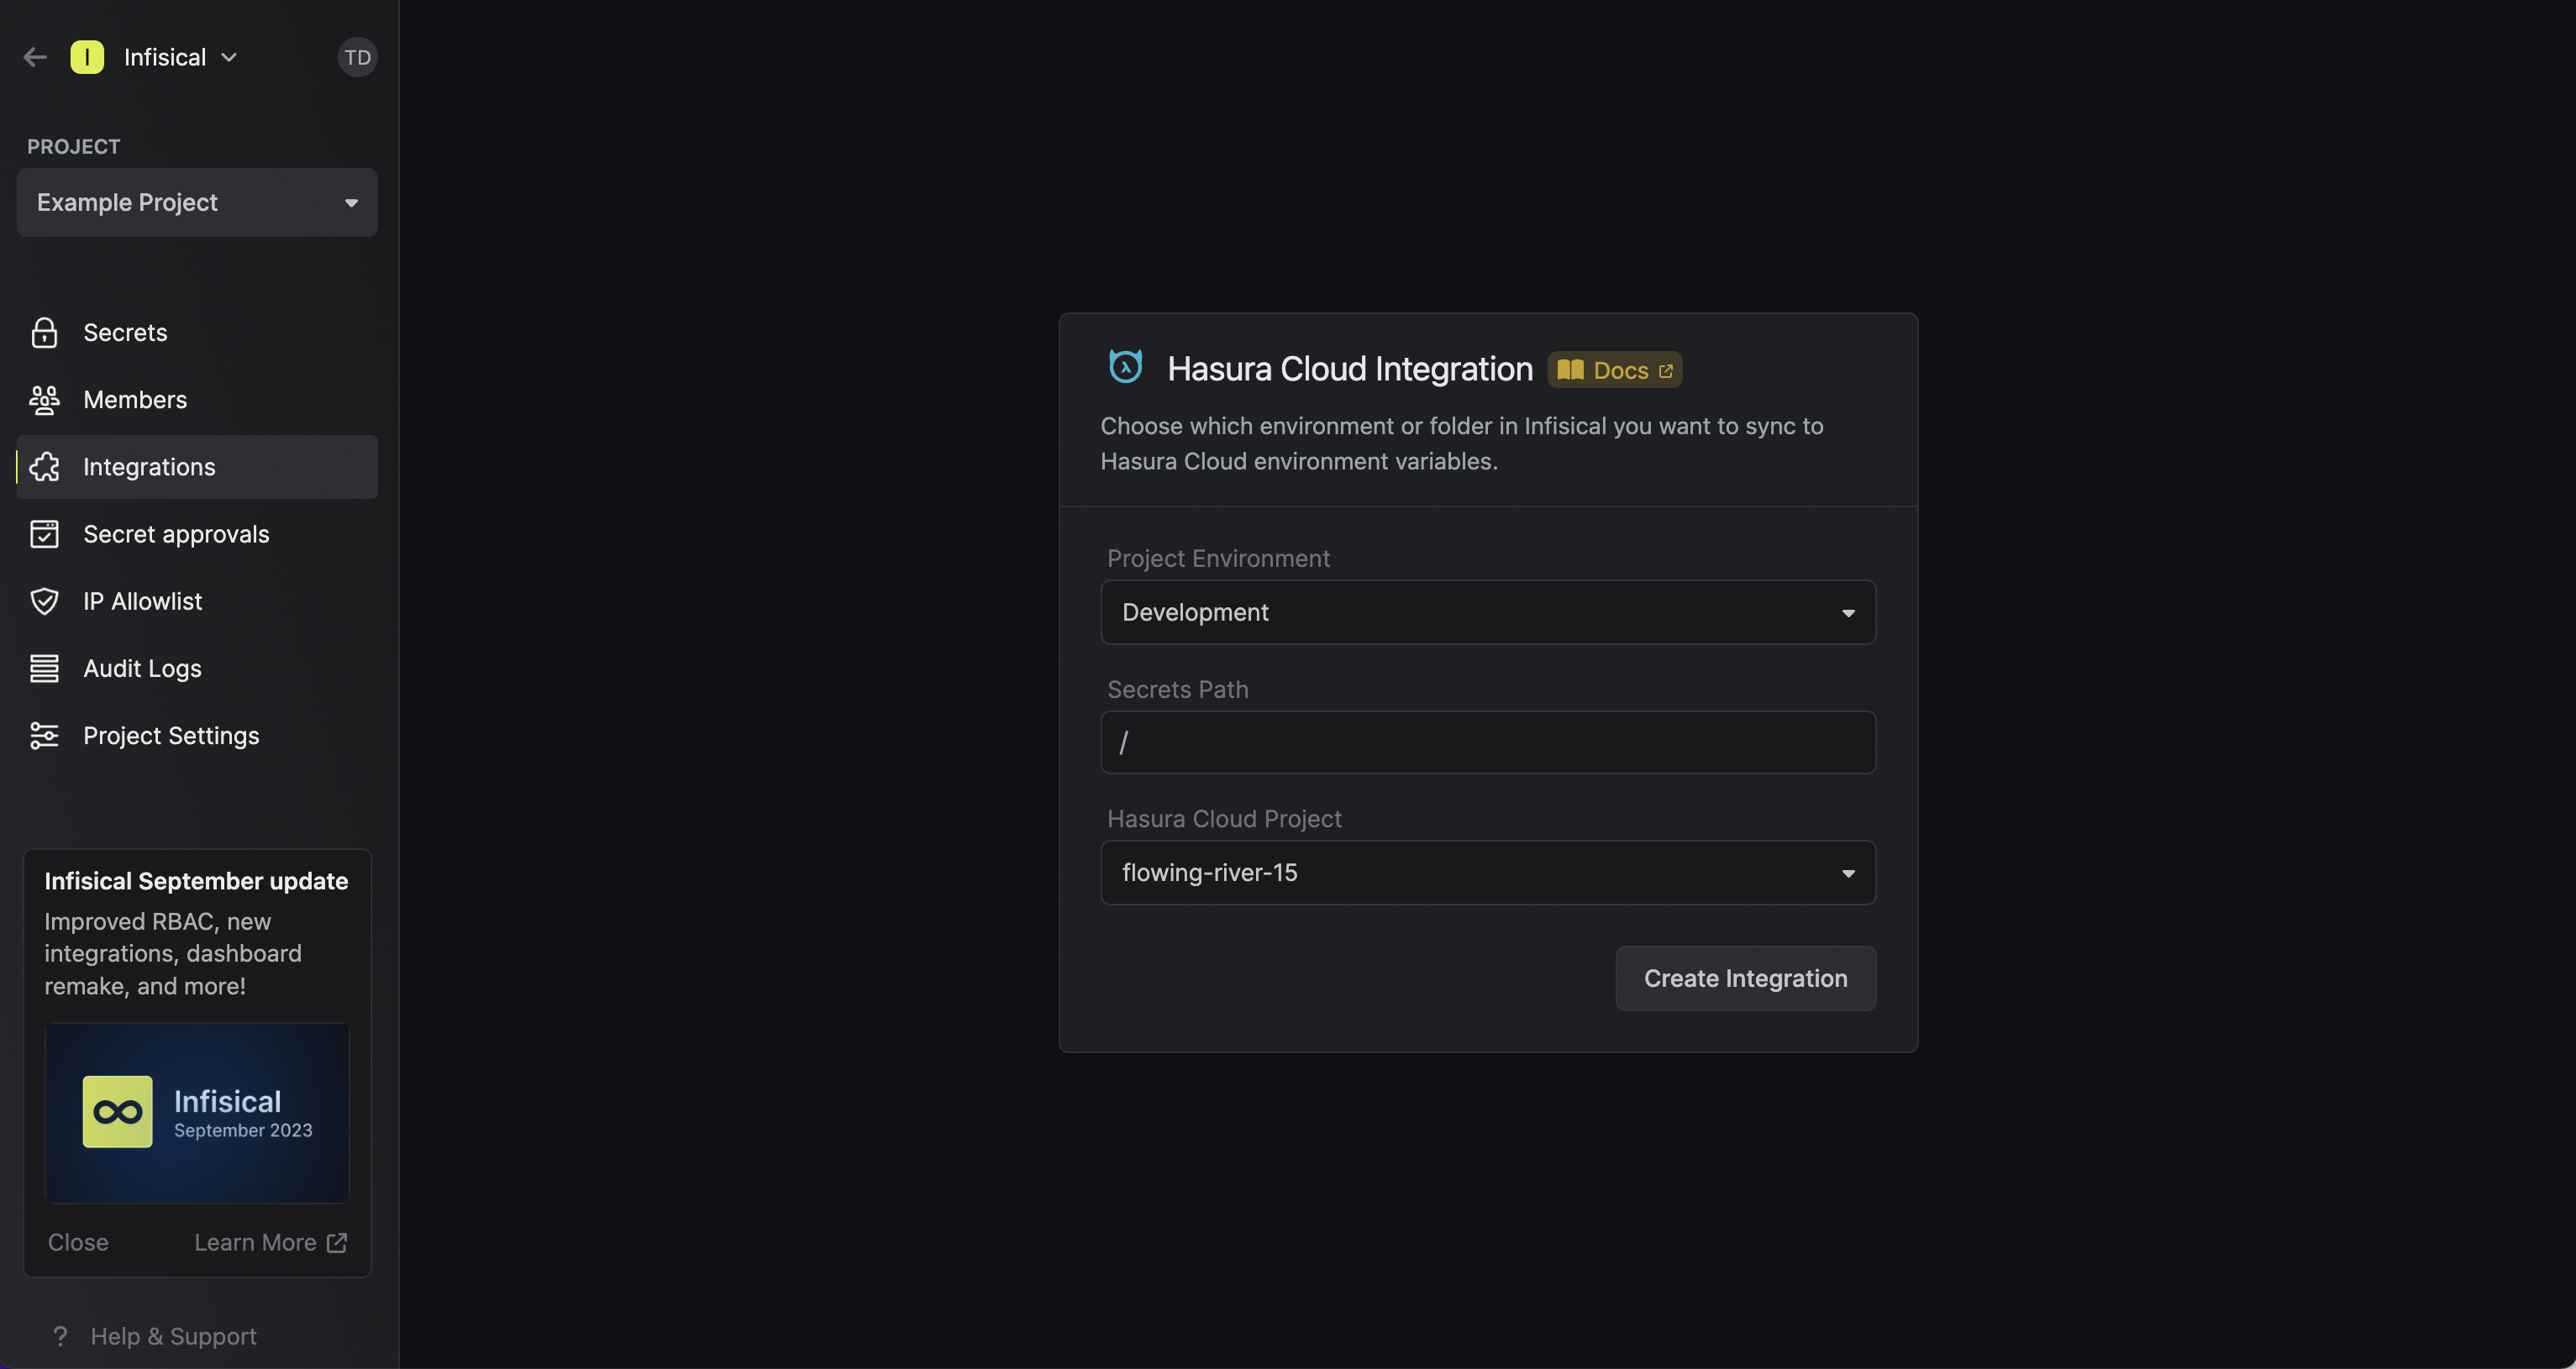 I Infisical TD
PROJECT
Example Project
Secrets
Members
Integrations
Secret approvals
IP Allowlist
Audit Logs
Project Settings
Infisical September update
Improved RBAC, new
integrations, dashboard
remake, and more!
Infisical
September 2023
Close Learn More
? Help & Support
Hasura Cloud Integration Docs
Choose which environment or folder in Infisical you want to sync to
Hasura Cloud environment variables.
Project Environment
Development
Secrets Path
/
Hasura Cloud Project
flowing-river-15
Create Integration